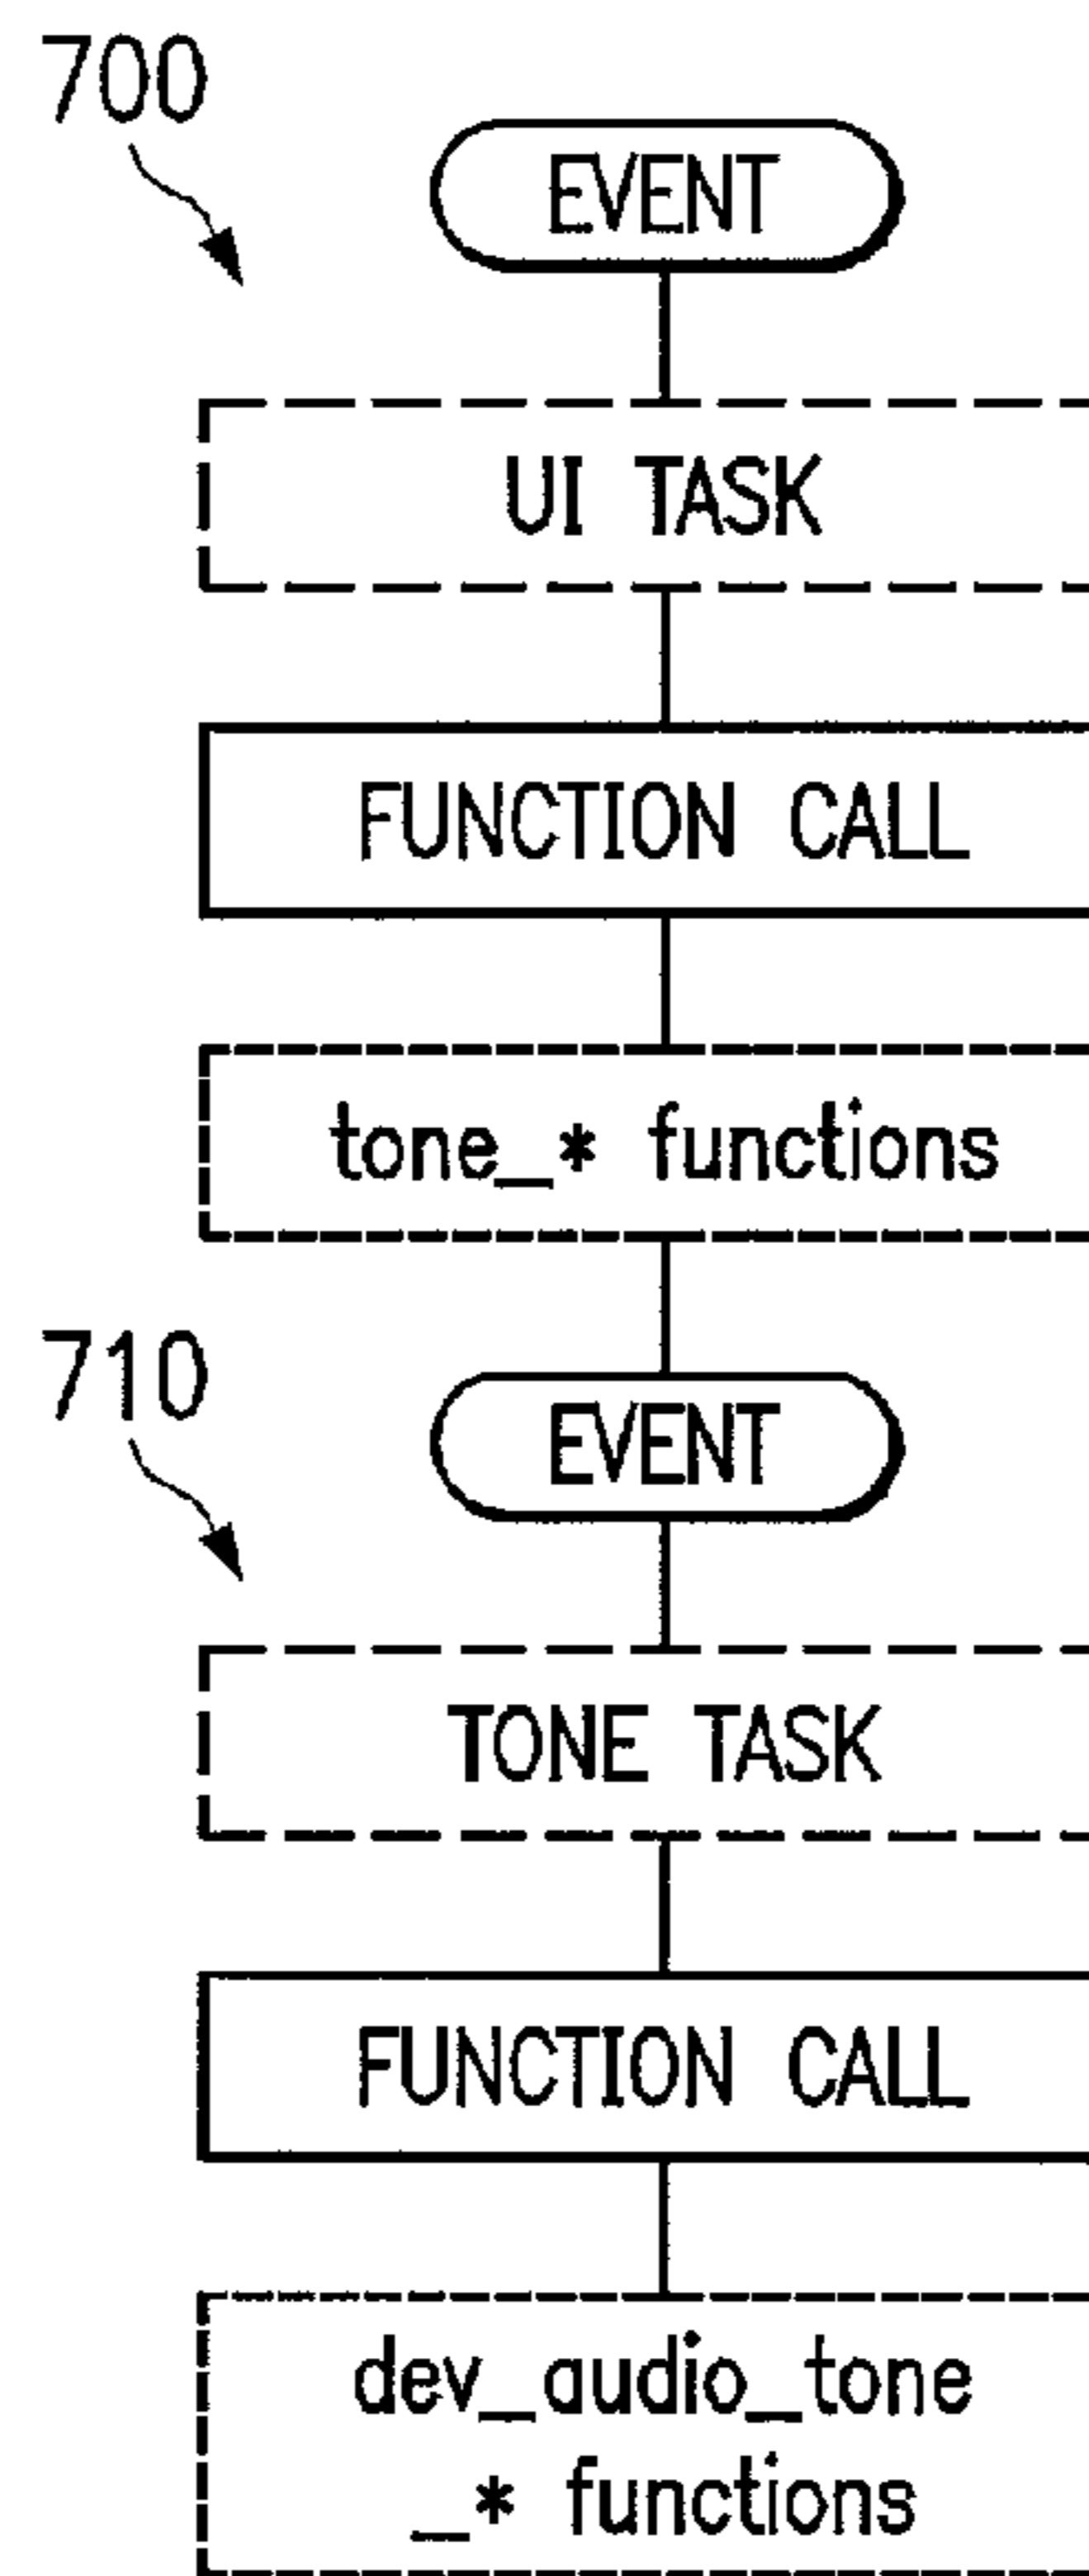 700
EVENT
UI TASK
FUNCTION CALL
tone_* functions
710
EVENT
TONE TASK
FUNCTION CALL
dev_audio_tone
_* functions